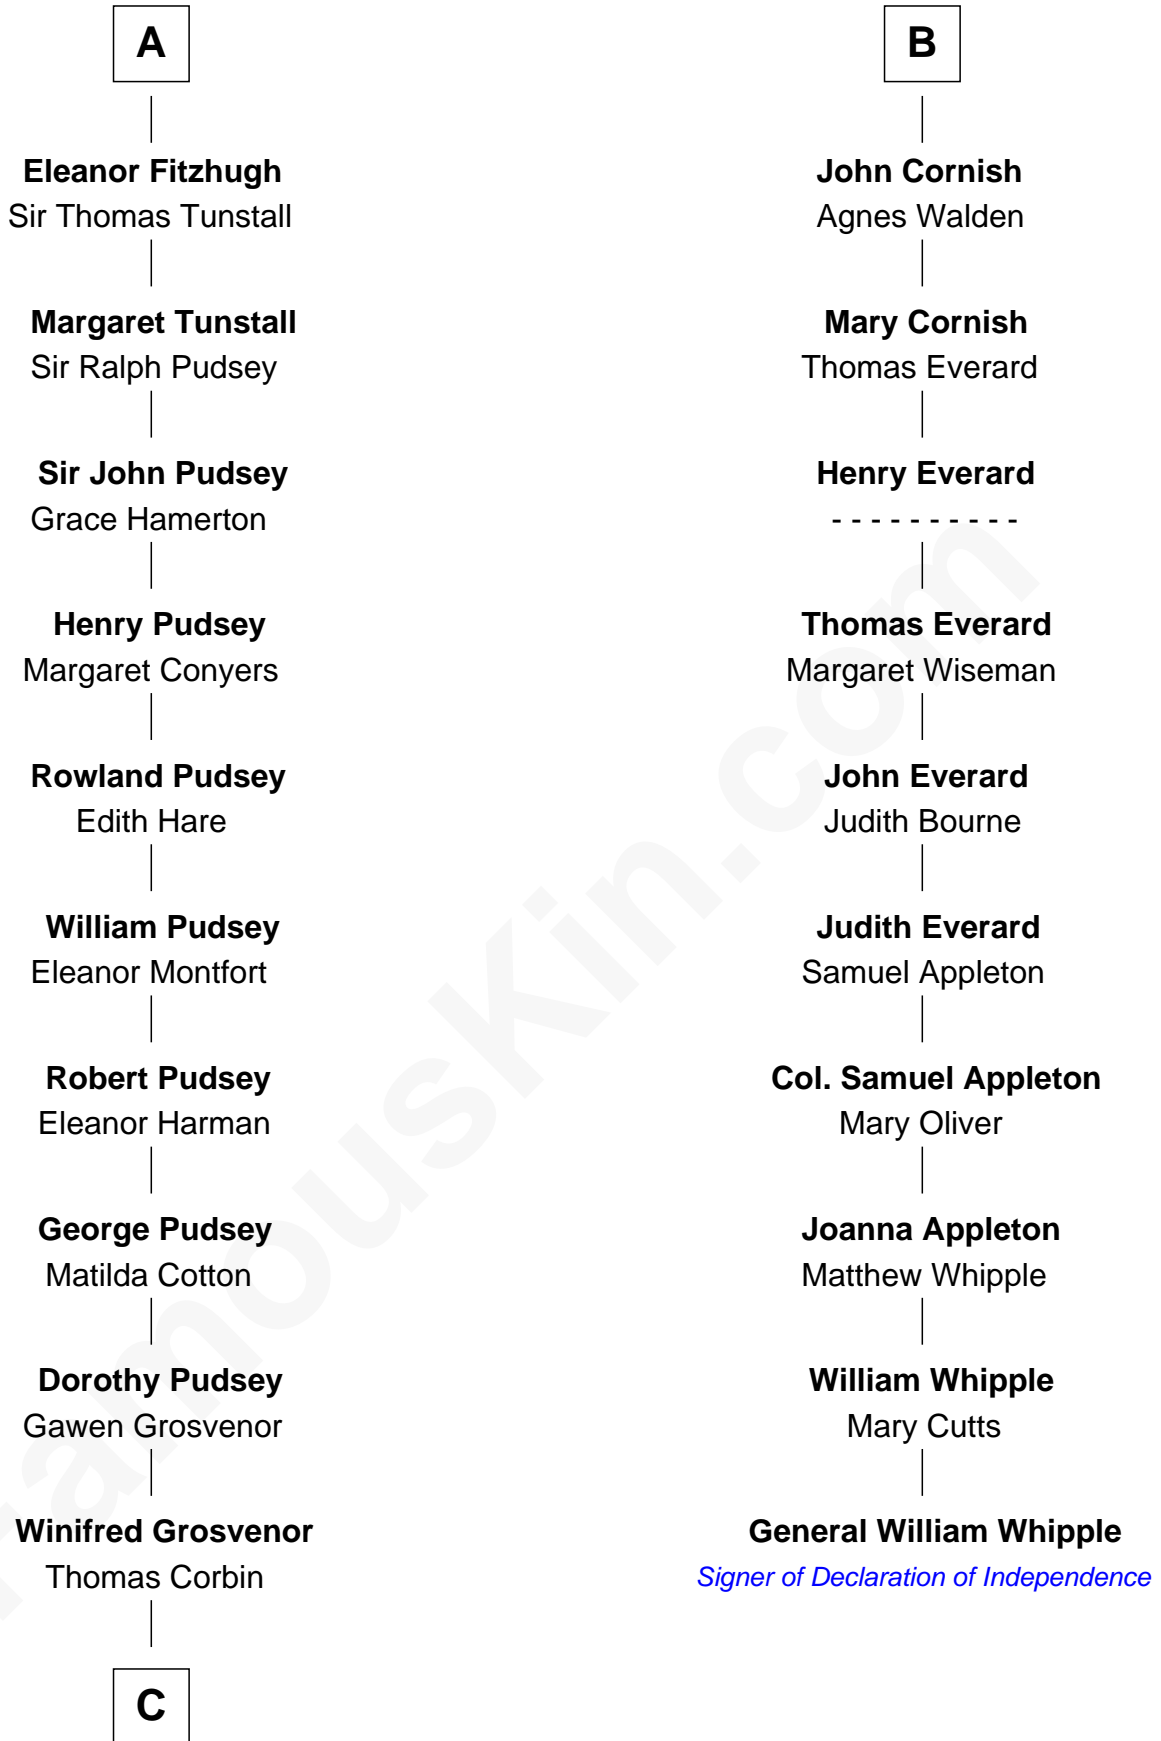 A
Eleanor Fitzhugh
Sir Thomas Tunstall
Margaret Tunstall
Sir Ralph Pudsey
Sir John Pudsey
Grace Hamerton
Henry Pudsey
Margaret Conyers
Rowland Pudsey
Edith Hare
William Pudsey
Eleanor Montfort
Robert Pudsey
Eleanor Harman
George Pudsey
Matilda Cotton
Dorothy Pudsey
Gawen Grosvenor
Winifred Grosvenor
Thomas Corbin
C
B
John Cornish
Agnes Walden
Mary Cornish
Thomas Everard
Henry Everard
- - - - - - - - - -
Thomas Everard
Margaret Wiseman
John Everard
Judith Bourne
Judith Everard
Samuel Appleton
Col. Samuel Appleton
Mary Oliver
Joanna Appleton
Matthew Whipple
William Whipple
Mary Cutts
General William Whipple
Signer of Declaration of Independence
FamousKin.com